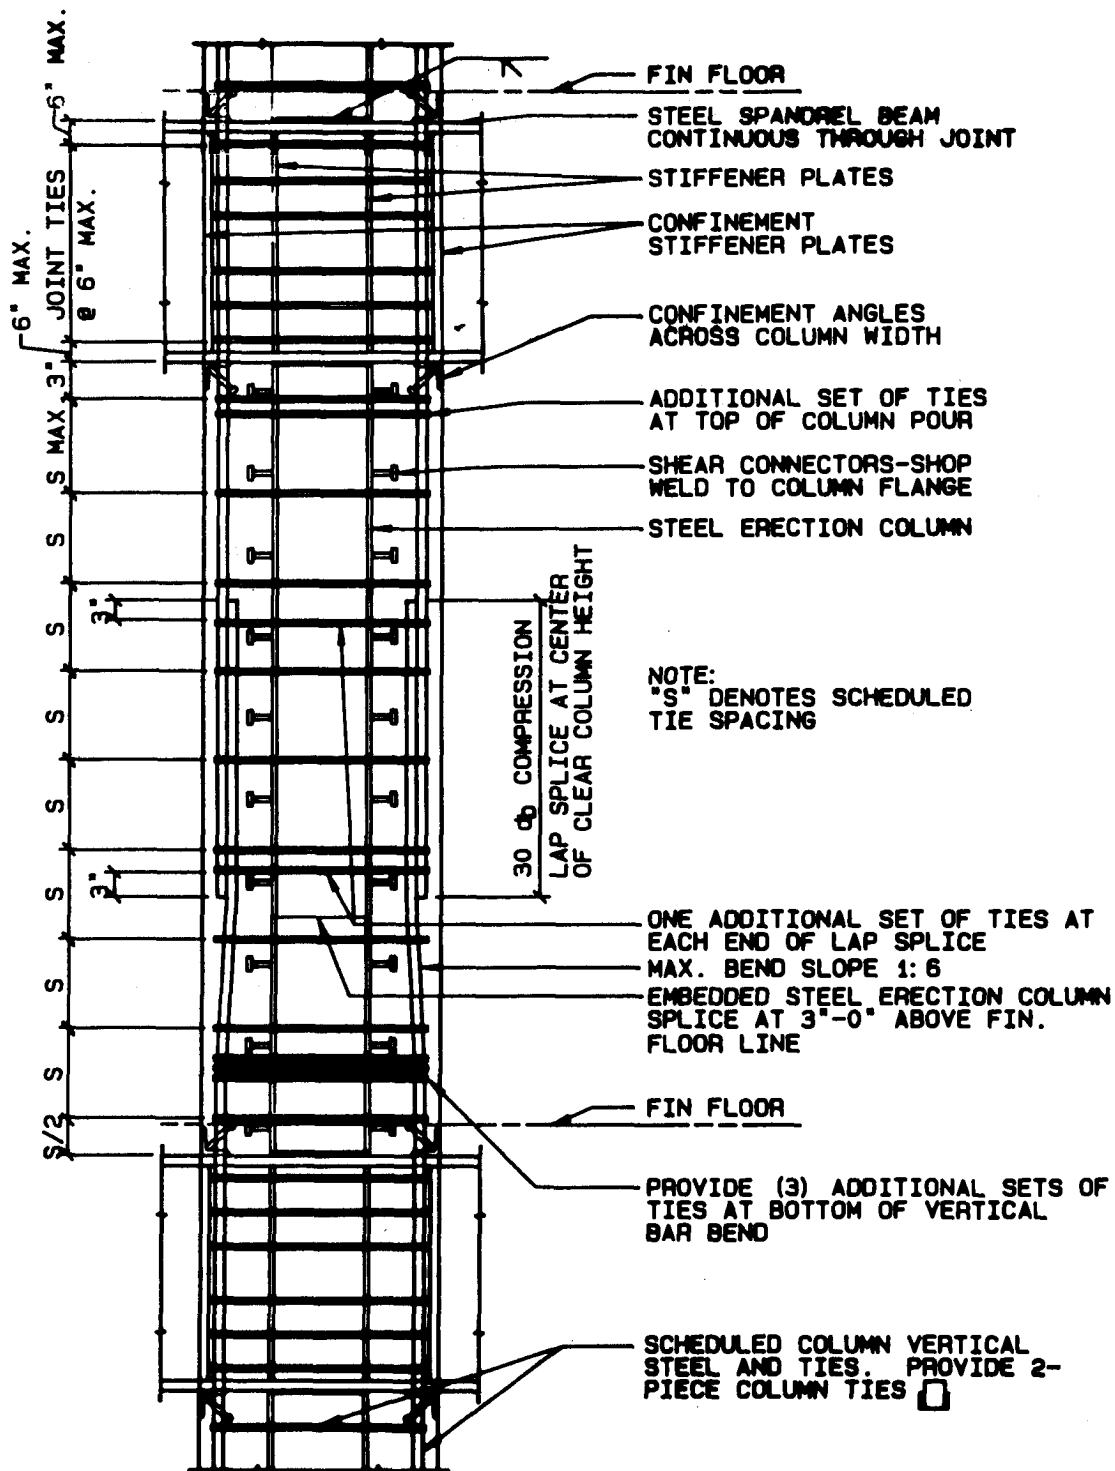 FIN FLOOR
STEEL SPANDREL BEAM
CONTINUOUS THROUGH JOINT
STIFFENER PLATES
CONFINEMENT
STIFFENER PLATES
CONFINEMENT ANGLES
ACROSS COLUMN WIDTH
ADDITIONAL SET OF TIES
AT TOP OF COLUMN POUR
SHEAR CONNECTORS-SHOP
WELD TO COLUMN FLANGE
STEEL ERECTION COLUMN
NOTE:
"S" DENOTES SCHEDULED
TIE SPACING
ONE ADDITIONAL SET OF TIES AT
EACH END OF LAP SPLICE
MAX. BEND SLOPE 1:6
EMBEDDED STEEL ERECTION COLUMN
SPLICE AT 3"-0" ABOVE FIN.
FLOOR LINE
FIN FLOOR
PROVIDE (3) ADDITIONAL SETS OF
TIES AT BOTTOM OF VERTICAL
BAR BEND
SCHEDULED COLUMN VERTICAL
STEEL AND TIES. PROVIDE 2-
PIECE COLUMN TIES
6" MAX.
JOINT TIES
@ 6" MAX.
6" MAX.
3"
S MAX
S
S
S
S
S
S
S
S/2
3"
3"
30 db COMPRESSION
LAP SPLICE AT CENTER
OF CLEAR COLUMN HEIGHT